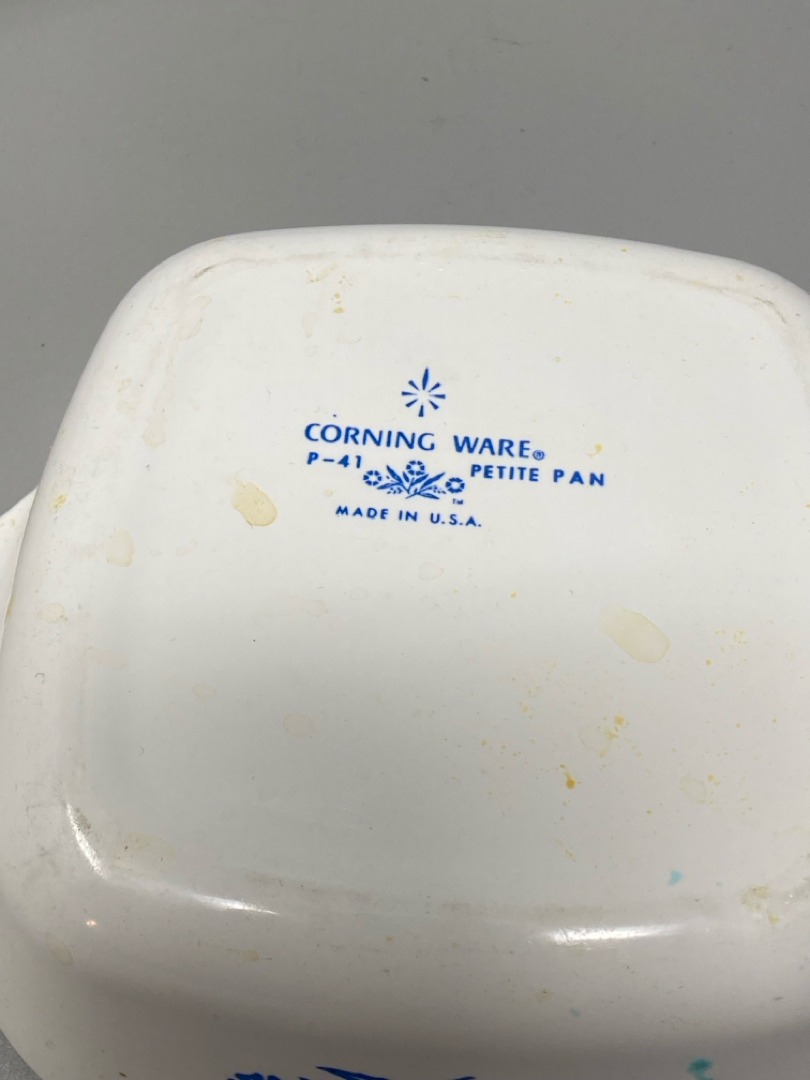 CORNING WARE®
P-41 PETITE PAN
TM
MADE IN U.S.A.